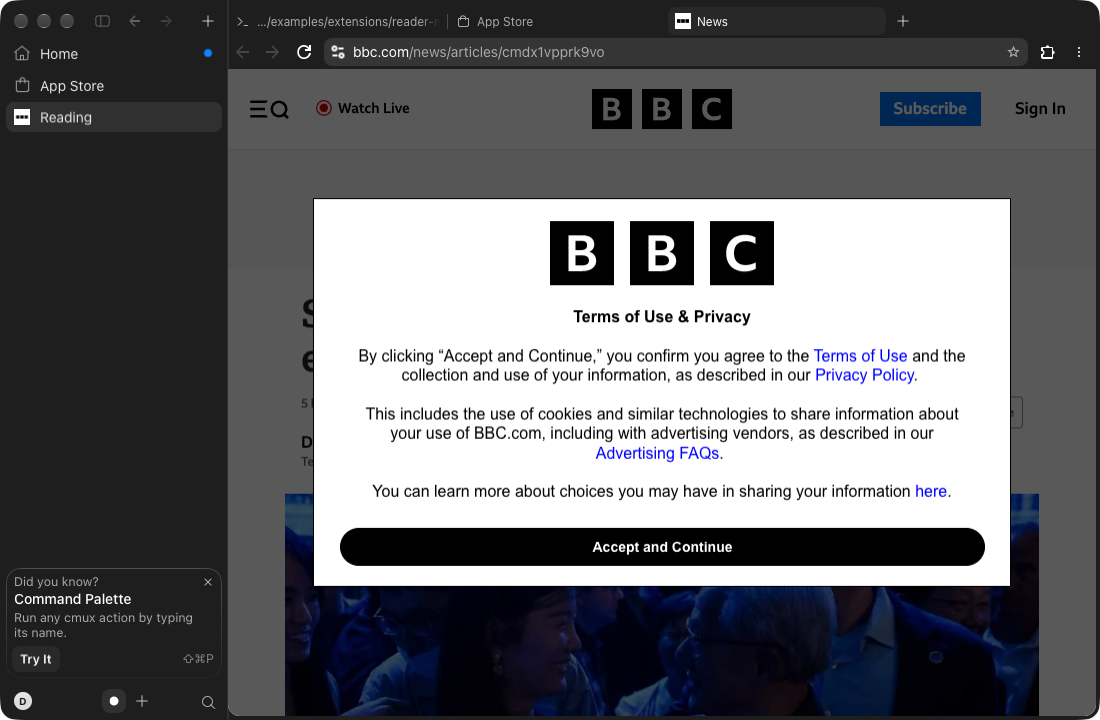 .../examples/extensions/reader-
App Store
News
Home
bbc.com/news/articles/cmdx1vpprk9vo
App Store
Reading
Watch Live
BBC
Subscribe
Sign In
BBC
Terms of Use & Privacy
By clicking “Accept and Continue,” you confirm you agree to the Terms of Use and the
collection and use of your information, as described in our Privacy Policy.
This includes the use of cookies and similar technologies to share information about
your use of BBC.com, including with advertising vendors, as described in our
Advertising FAQs.
You can learn more about choices you may have in sharing your information here.
Accept and Continue
Did you know?
Command Palette
Run any cmux action by typing
its name.
Try It
⇧⌘P
D